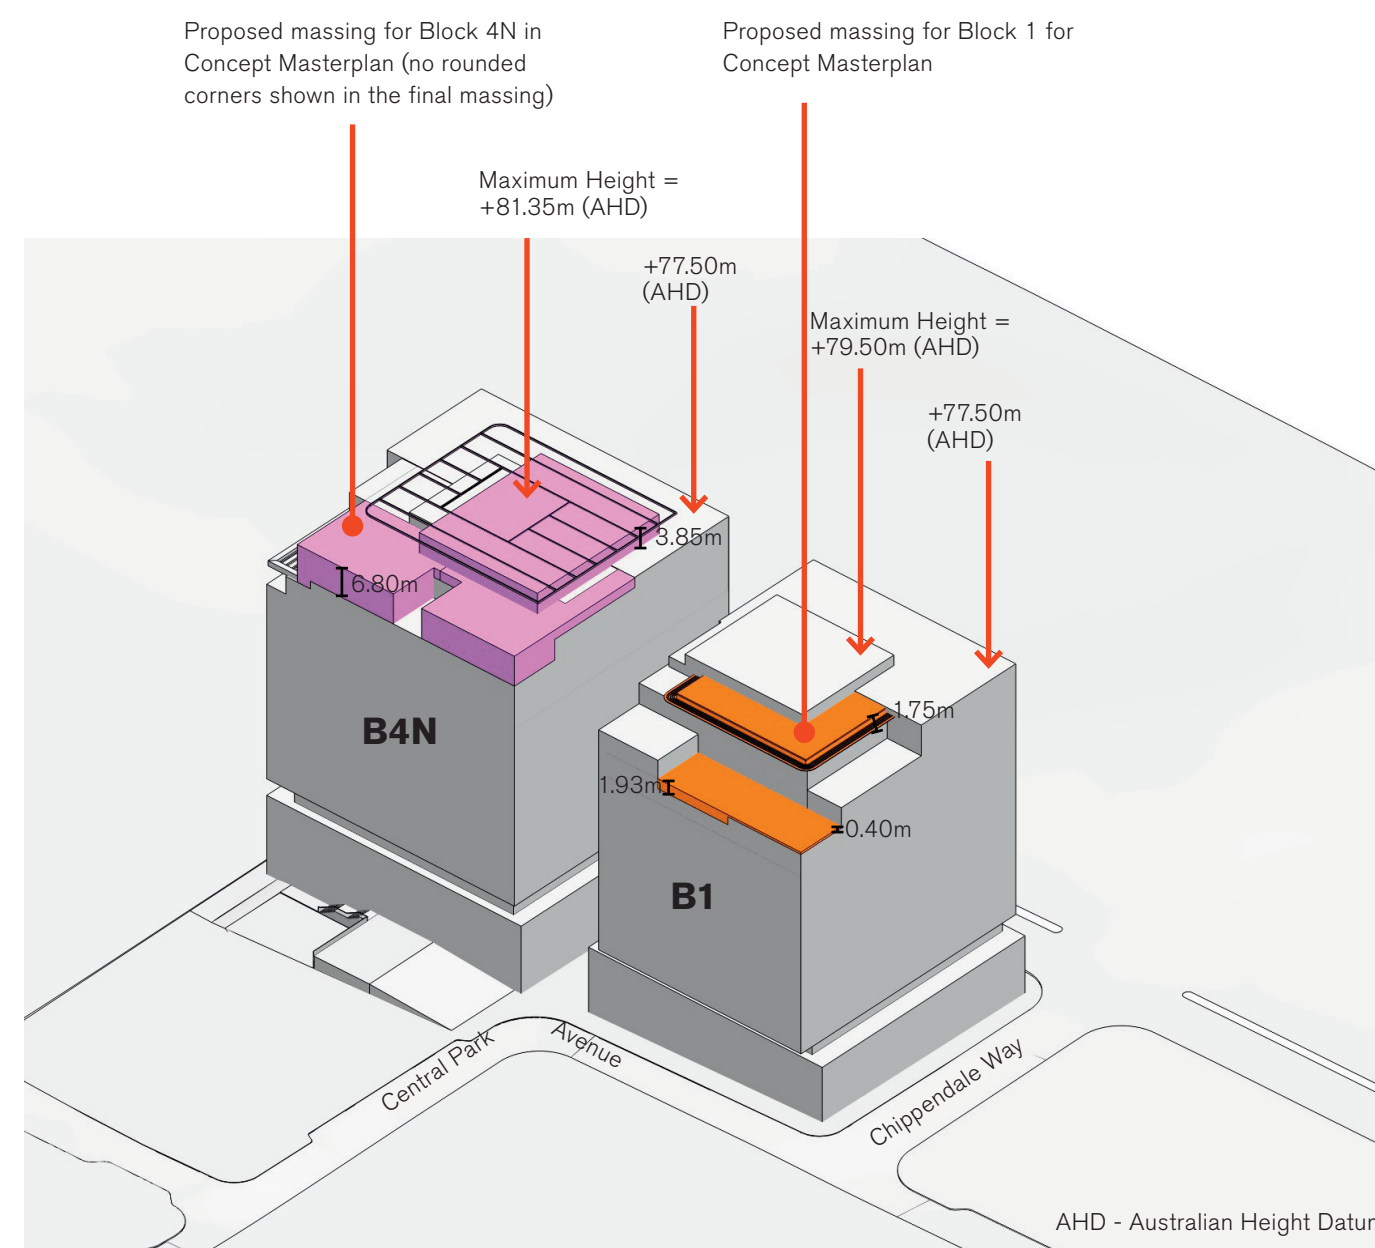 Proposed massing for Block 4N in
Concept Masterplan (no rounded
corners shown in the final massing)
Proposed massing for Block 1 for
Concept Masterplan
Maximum Height =
+81.35m (AHD)
+77.50m
(AHD)
Maximum Height =
+79.50m (AHD)
+77.50m
(AHD)
3.85m
6.80m
B4N
1.75m
1.93m
0.40m
B1
Central Park Avenue
Chippendale Way
AHD - Australian Height Datur